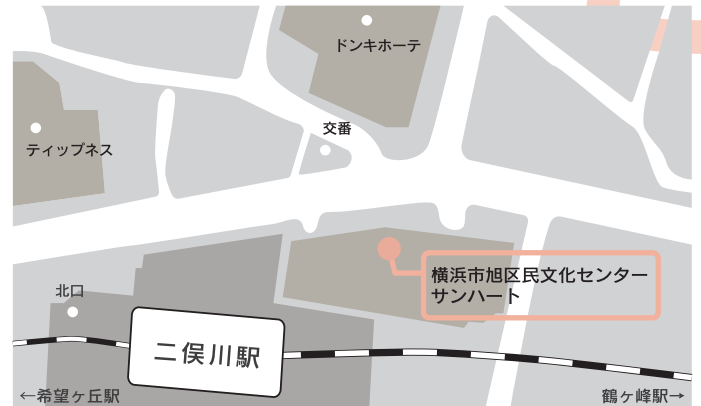 ドンキホーテ
交番
ティップネス
横浜市旭区民文化センター
サンハート
北口
二俣川駅
←希望ヶ丘駅
鶴ヶ峰駅→